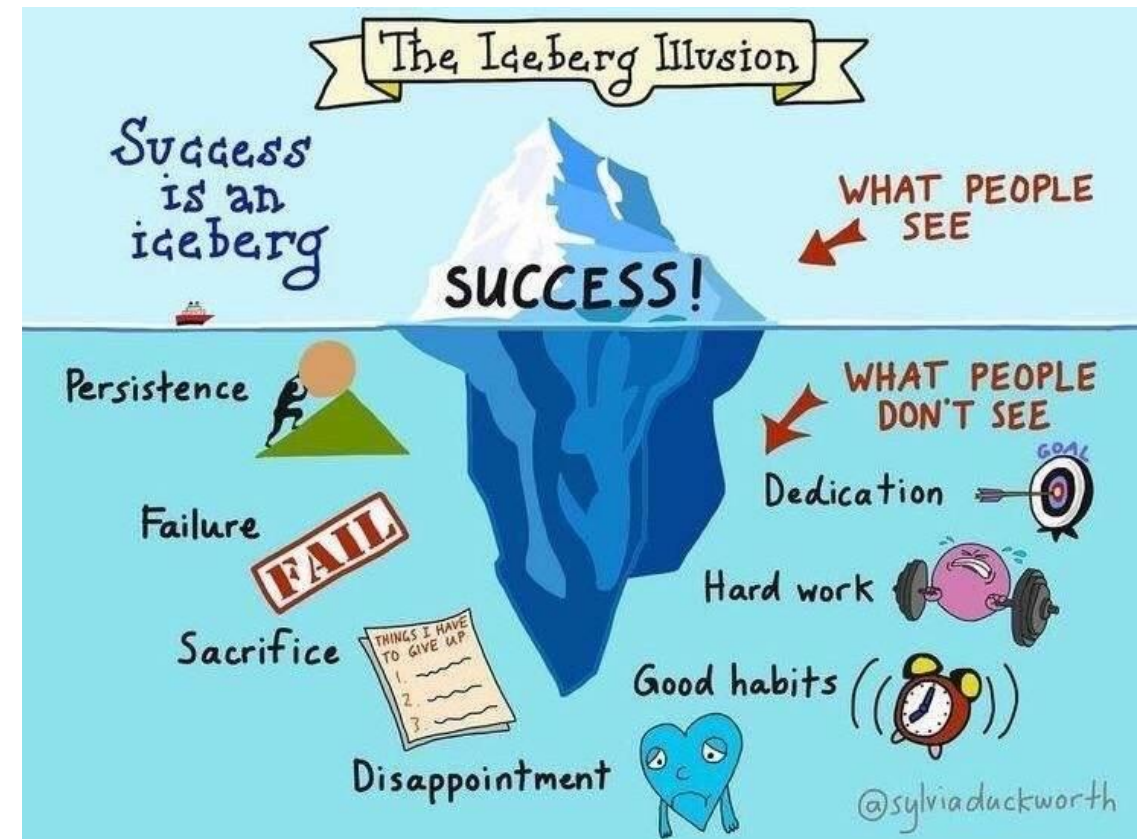 The Iceberg Illusion
Success
is an
iceberg
WHAT PEOPLE
SEE
SUCCESS!
Persistence
WHAT PEOPLE
DON'T SEE
GOAL
Dedication
Failure
FAIL
Hard work
Sacrifice
THINGS I HAVE
TO GIVE UP
1.
2.
3.
Good habits
Disappointment
@sylviaduckworth